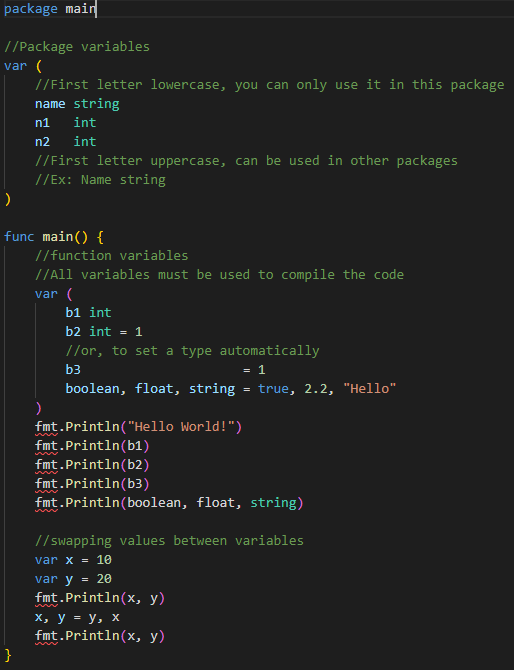 package main
//Package variables
var (
    //First letter lowercase, you can only use it in this package
    name string
    n1   int
    n2   int
    //First letter uppercase, can be used in other packages
    //Ex: Name string
)
func main() {
    //function variables
    //All variables must be used to compile the code
    var (
        b1 int
        b2 int = 1
        //or, to set a type automatically
        b3                     = 1
        boolean, float, string = true, 2.2, "Hello"
    )
    fmt.Println("Hello World!")
    fmt.Println(b1)
    fmt.Println(b2)
    fmt.Println(b3)
    fmt.Println(boolean, float, string)
    //swapping values between variables
    var x = 10
    var y = 20
    fmt.Println(x, y)
    x, y = y, x
    fmt.Println(x, y)
}